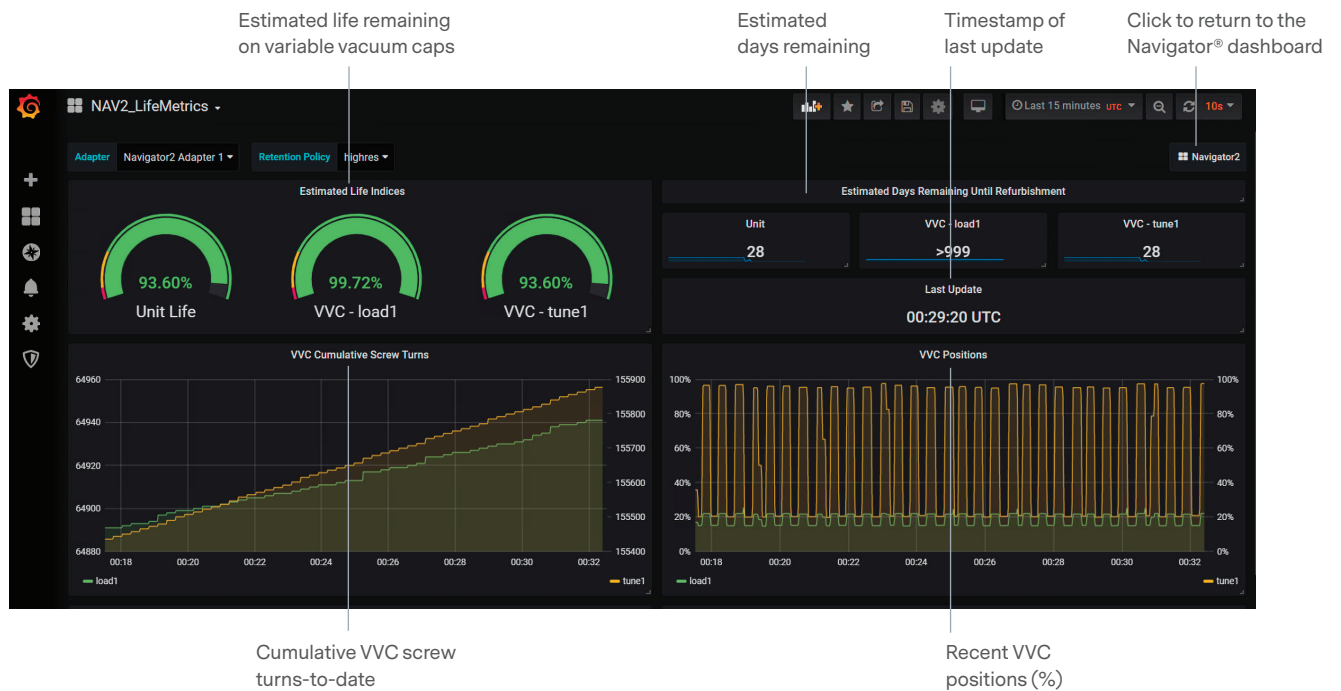 Estimated life remaining
on variable vacuum caps
Estimated
days remaining
Timestamp of
last update
Click to return to the
Navigator® dashboard
NAV2_LifeMetrics
Last 15 minutes UTC
10s
Adapter Navigator2 Adapter 1 Retention Policy highres
Navigator2
Estimated Life Indices
93.60%
Unit Life
99.72%
VVC - load1
93.60%
VVC - tune1
Estimated Days Remaining Until Refurbishment
Unit
28
VVC - load1
>999
VVC - tune1
28
Last Update
00:29:20 UTC
VVC Cumulative Screw Turns
64960
64940
64920
64900
64880
155900
155800
155700
155600
155500
155400
00:18 00:20 00:22 00:24 00:26 00:28 00:30 00:32
load1 tune1
VVC Positions
100%
80%
60%
40%
20%
0%
100%
80%
60%
40%
20%
0%
00:18 00:20 00:22 00:24 00:26 00:28 00:30 00:32
load1 tune1
Cumulative VVC screw
turns-to-date
Recent VVC
positions (%)